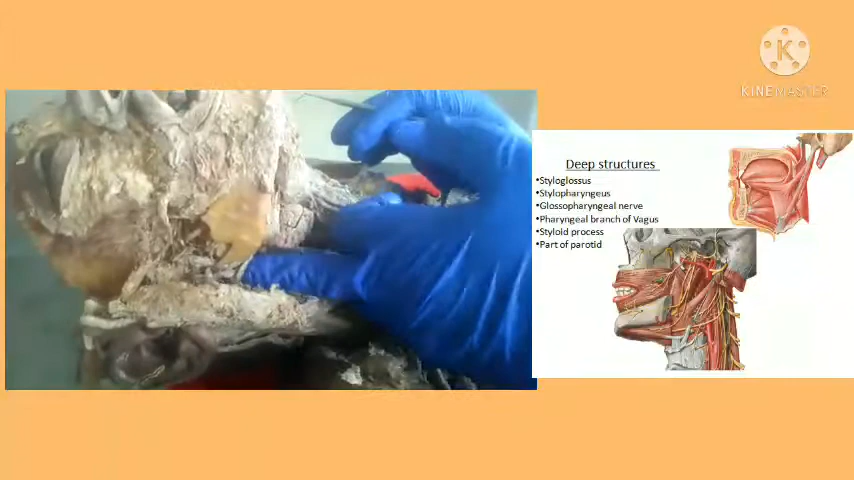 K
KINEMASTER
Deep structures
•Styloglossus
•Stylopharyngeus
•Glossopharyngeal nerve
•Pharyngeal branch of Vagus
•Styloid process
•Part of parotid